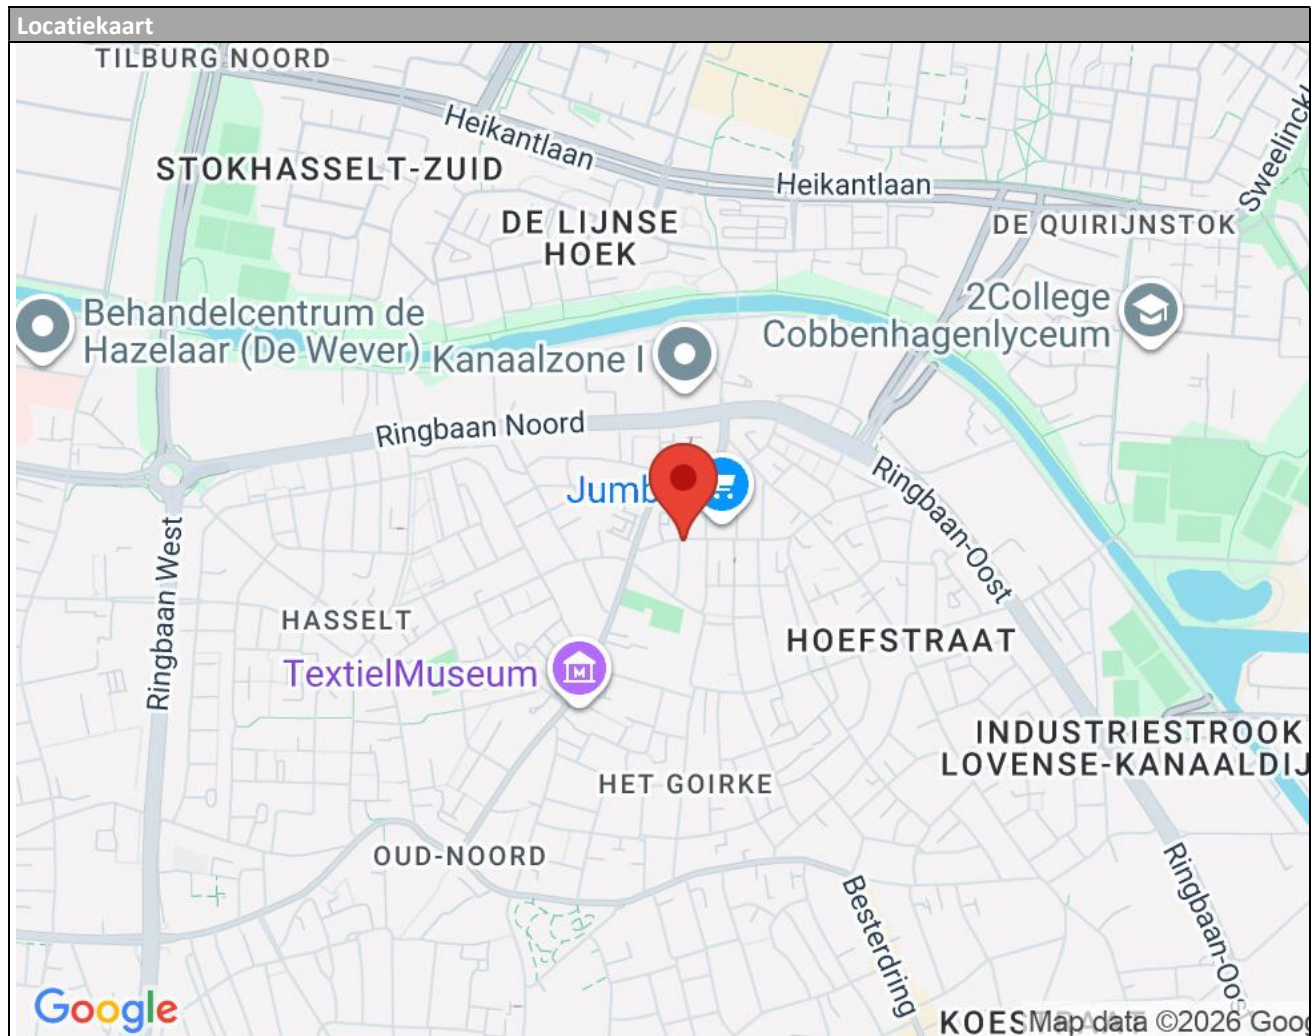 Locatiekaart
TILBURG NOORD
Heikantlaan
STOKHASSELT-ZUID
Heikantlaan
Sweelinck
DE LIJNSE
HOEK
DE QUIRIJNSTOK
2College
Cobbenhagenlyceum
Behandelcentrum de
Hazelaar (De Wever)
Kanaalzone I
Ringbaan Noord
Jumb
Ringbaan-Oost
Ringbaan West
HASSELT
HOEFSTRAAT
TextielMuseum
INDUSTRIESTROOK
LOVENSE-KANAALDIJ
HET GOIRKE
OUD-NOORD
Ringbaan-Oos
Besterdring
Google
KOES
Map data ©2026 Goo